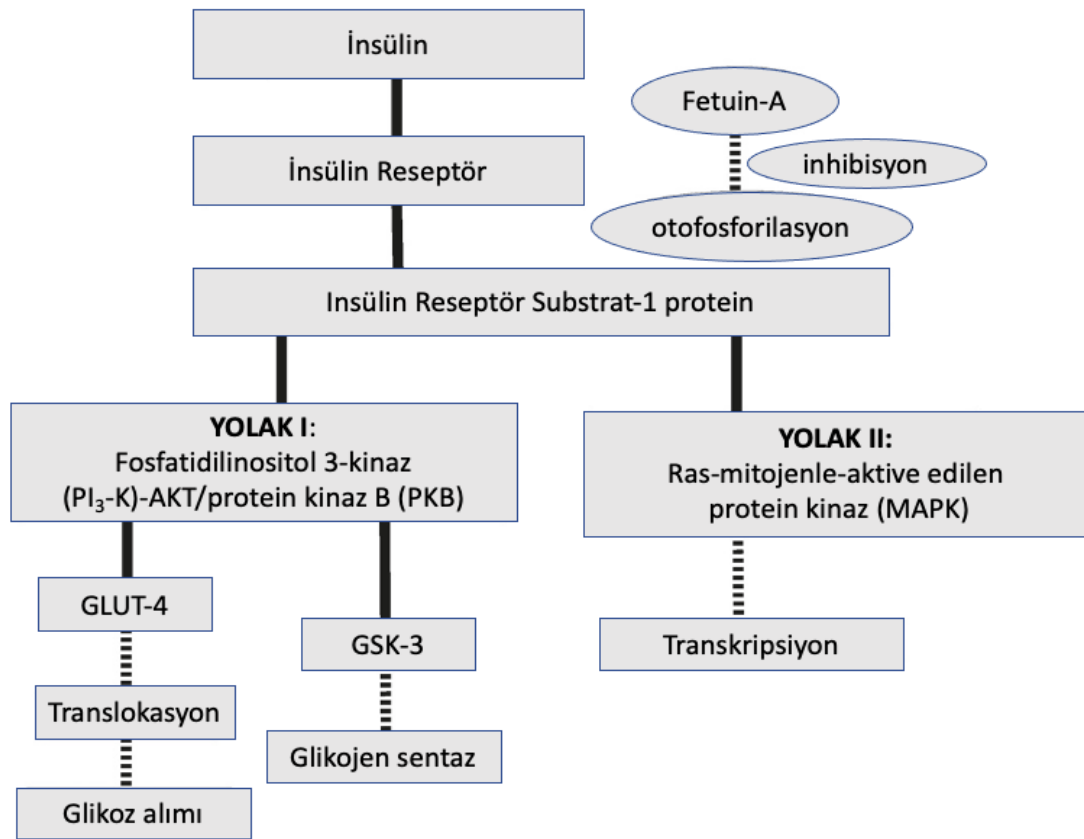 İnsülin
Fetuin-A
inhibisyon
İnsülin Reseptör
otofosforilasyon
Insülin Reseptör Substrat-1 protein
YOLAK I:
Fosfatidilinositol 3-kinaz
(PI₃-K)-AKT/protein kinaz B (PKB)
YOLAK II:
Ras-mitojenle-aktive edilen
protein kinaz (MAPK)
GLUT-4
GSK-3
Transkripsiyon
Translokasyon
Glikojen sentaz
Glikoz alımı